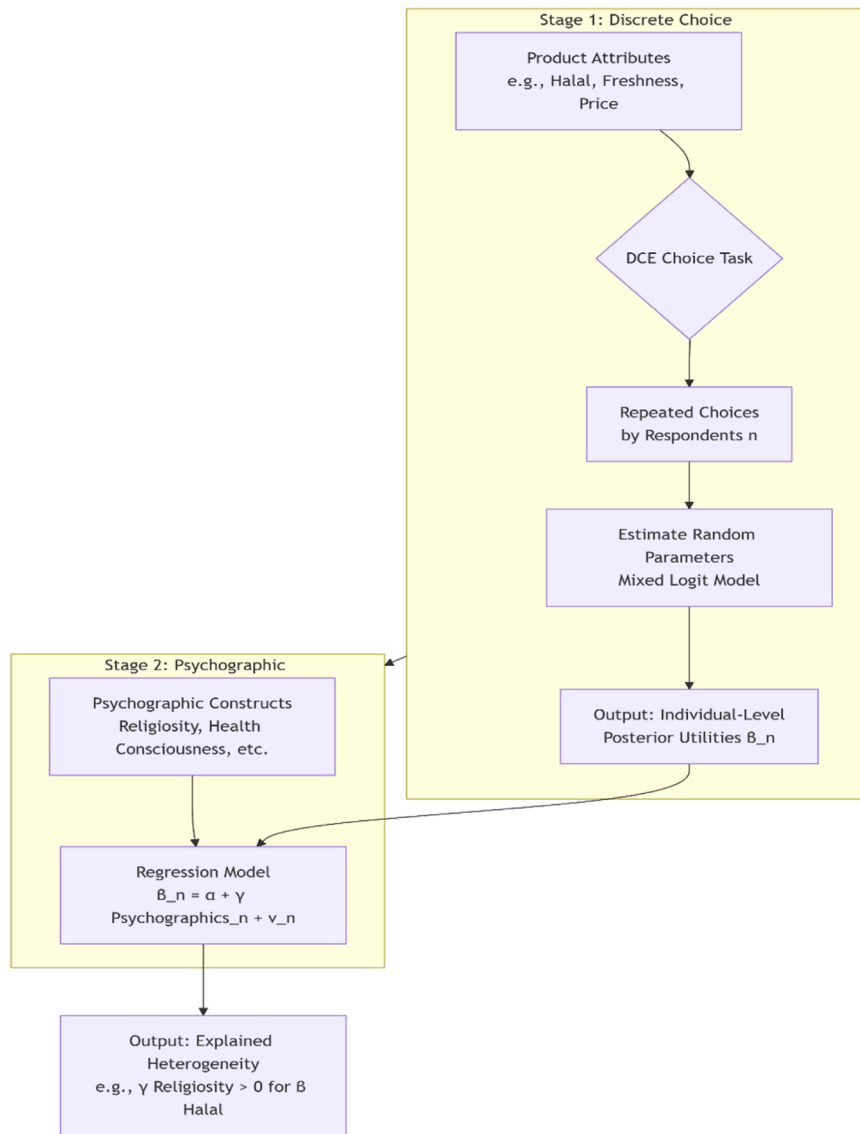 Stage 1: Discrete Choice
Product Attributes
e.g., Halal, Freshness,
Price
DCE Choice Task
Repeated Choices
by Respondents n
Estimate Random
Parameters
Mixed Logit Model
Output: Individual-Level
Posterior Utilities β_n
Stage 2: Psychographic
Psychographic Constructs
Religiosity, Health
Consciousness, etc.
Regression Model
β_n = α + γ
Psychographics_n + ν_n
Output: Explained
Heterogeneity
e.g., γ Religiosity > 0 for β
Halal